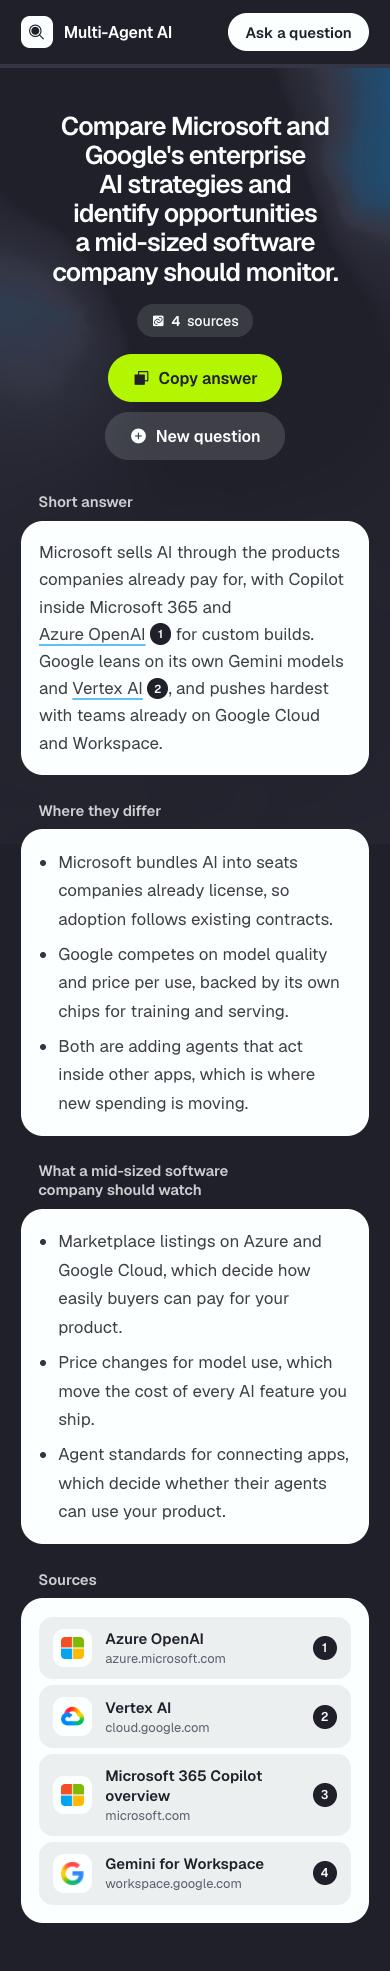 Multi-Agent AI
Ask a question
Compare Microsoft and
Google's enterprise
AI strategies and
identify opportunities
a mid-sized software
company should monitor.
4 sources
Copy answer
New question
Short answer
Microsoft sells AI through the products
companies already pay for, with Copilot
inside Microsoft 365 and
Azure OpenAI 1 for custom builds.
Google leans on its own Gemini models
and Vertex AI 2, and pushes hardest
with teams already on Google Cloud
and Workspace.
Where they differ
• Microsoft bundles AI into seats
companies already license, so
adoption follows existing contracts.
• Google competes on model quality
and price per use, backed by its own
chips for training and serving.
• Both are adding agents that act
inside other apps, which is where
new spending is moving.
What a mid-sized software
company should watch
• Marketplace listings on Azure and
Google Cloud, which decide how
easily buyers can pay for your
product.
• Price changes for model use, which
move the cost of every AI feature you
ship.
• Agent standards for connecting apps,
which decide whether their agents
can use your product.
Sources
Azure OpenAI
azure.microsoft.com
1
Vertex AI
cloud.google.com
2
Microsoft 365 Copilot
overview
microsoft.com
3
Gemini for Workspace
workspace.google.com
4